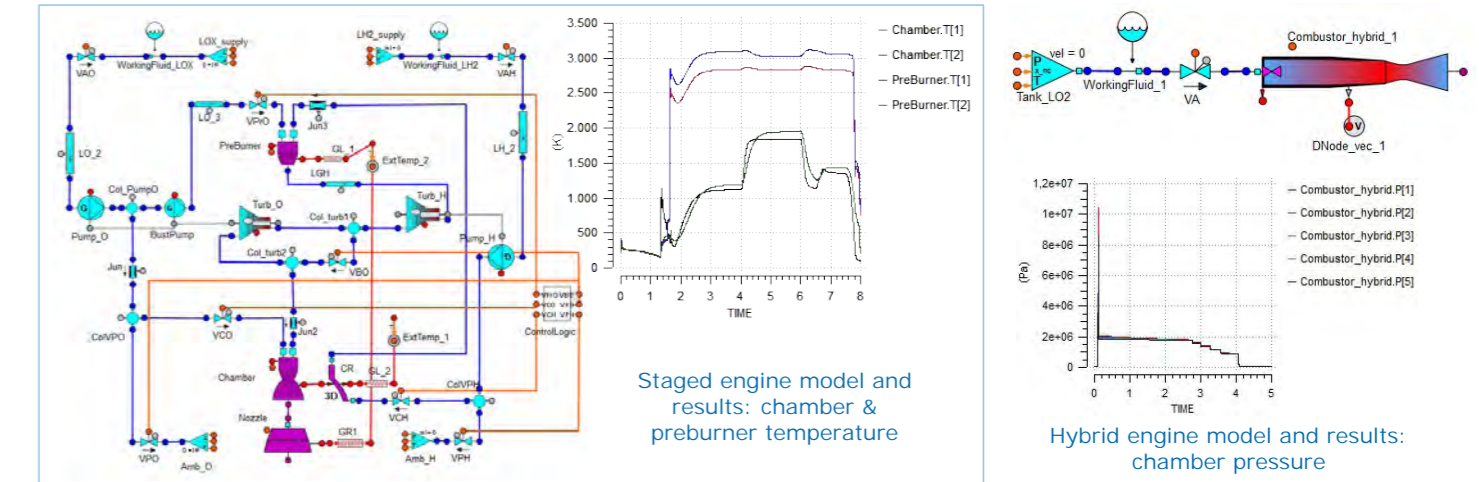 LOX_supply
VAO
WorkingFluid_LOX
LH2_supply
WorkingFluid_LH2
VAH
LO_3
VPrO
Jun3
LO_2
PreBurner
GL_1
ExtTemp_2
LH_2
LGH
Col_PumpO
Turb_O
Col_turb1
Turb_H
Pump_O
BustPump
Pump_H
Col_turb2
VBO
Jun
ColVPO
VCO
Jun2
ControlLogic
ExtTemp_1
Chamber
CR
GL_2
3D
ColVPH
VCH
Nozzle
GR1
VPO
Amb_O
Amb_H
VPH
3.500
3.000
2.500
2.000
1.500
1.000
500
0
(K)
0 1 2 3 4 5 6 7 8
TIME
Chamber.T[1]
Chamber.T[2]
PreBurner.T[1]
PreBurner.T[2]
Staged engine model and
results: chamber &
preburner temperature
vel = 0
P
T
Tank_LO2
WorkingFluid_1
VA
Combustor_hybrid_1
V
DNode_vec_1
1,2e+07
1e+07
8e+06
6e+06
4e+06
2e+06
0
(Pa)
0 1 2 3 4 5
TIME
Combustor_hybrid.P[1]
Combustor_hybrid.P[2]
Combustor_hybrid.P[3]
Combustor_hybrid.P[4]
Combustor_hybrid.P[5]
Hybrid engine model and results:
chamber pressure